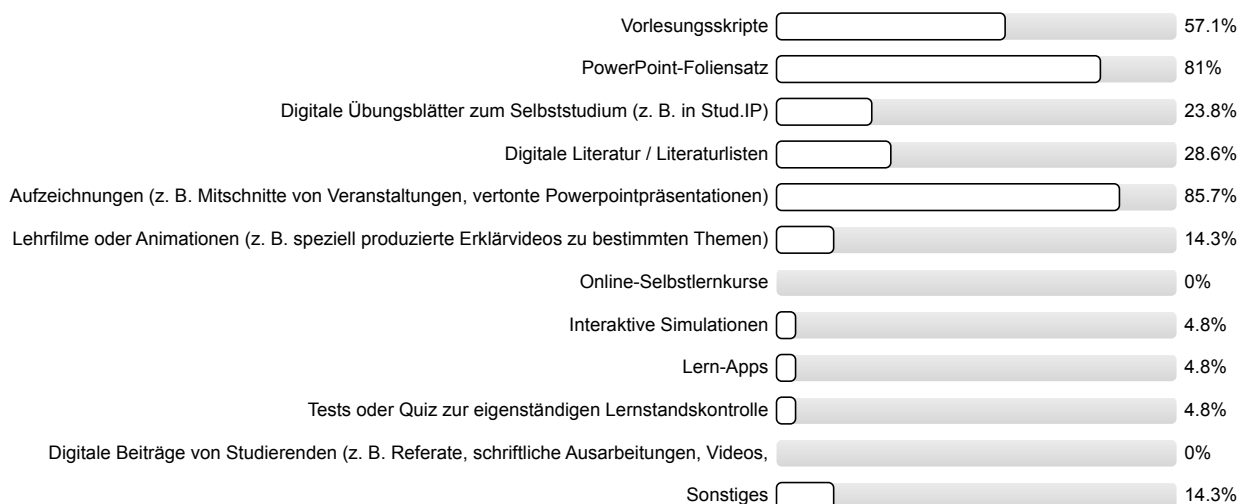 Vorlesungsskripte 57.1%
PowerPoint-Foliensatz 81%
Digitale Übungsblätter zum Selbststudium (z. B. in Stud.IP) 23.8%
Digitale Literatur / Literaturlisten 28.6%
Aufzeichnungen (z. B. Mitschnitte von Veranstaltungen, vertonte Powerpointpräsentationen) 85.7%
Lehrfilme oder Animationen (z. B. speziell produzierte Erklärvideos zu bestimmten Themen) 14.3%
Online-Selbstlernkurse 0%
Interaktive Simulationen 4.8%
Lern-Apps 4.8%
Tests oder Quiz zur eigenständigen Lernstandskontrolle 4.8%
Digitale Beiträge von Studierenden (z. B. Referate, schriftliche Ausarbeitungen, Videos, 0%
Sonstiges 14.3%